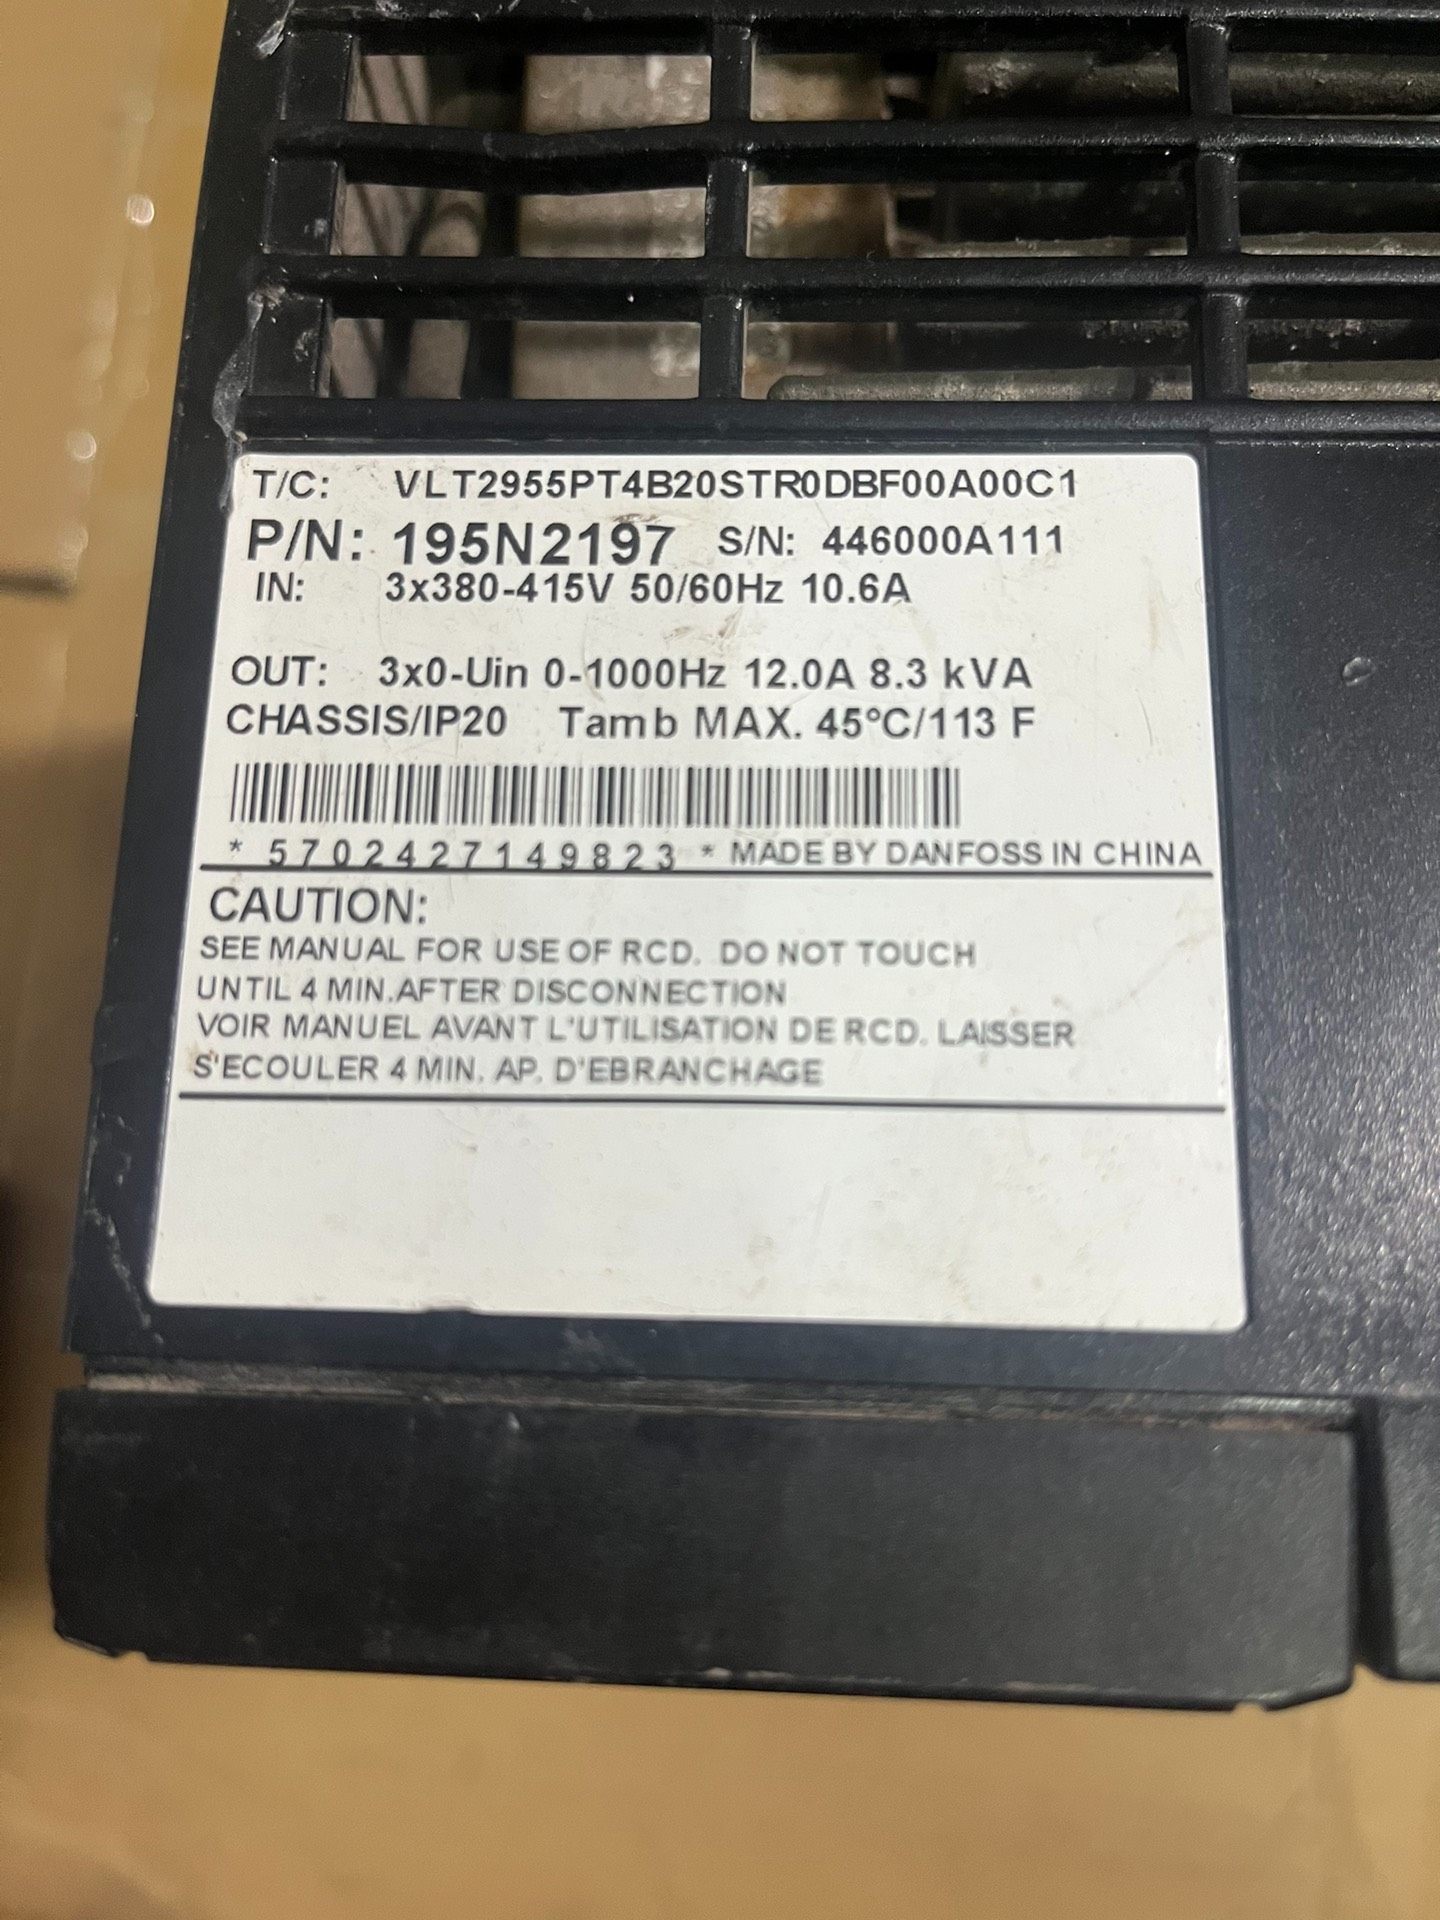 T/C: VLT2955PT4B20STR0DBF00A00C1
P/N: 195N2197 S/N: 446000A111
IN: 3x380-415V 50/60Hz 10.6A
OUT: 3x0-Uin 0-1000Hz 12.0A 8.3 kVA
CHASSIS/IP20 Tamb MAX. 45°C/113 F
* 5702427149823 * MADE BY DANFOSS IN CHINA
CAUTION:
SEE MANUAL FOR USE OF RCD. DO NOT TOUCH
UNTIL 4 MIN.AFTER DISCONNECTION
VOIR MANUEL AVANT L'UTILISATION DE RCD. LAISSER
S'ECOULER 4 MIN. AP. D'EBRANCHAGE